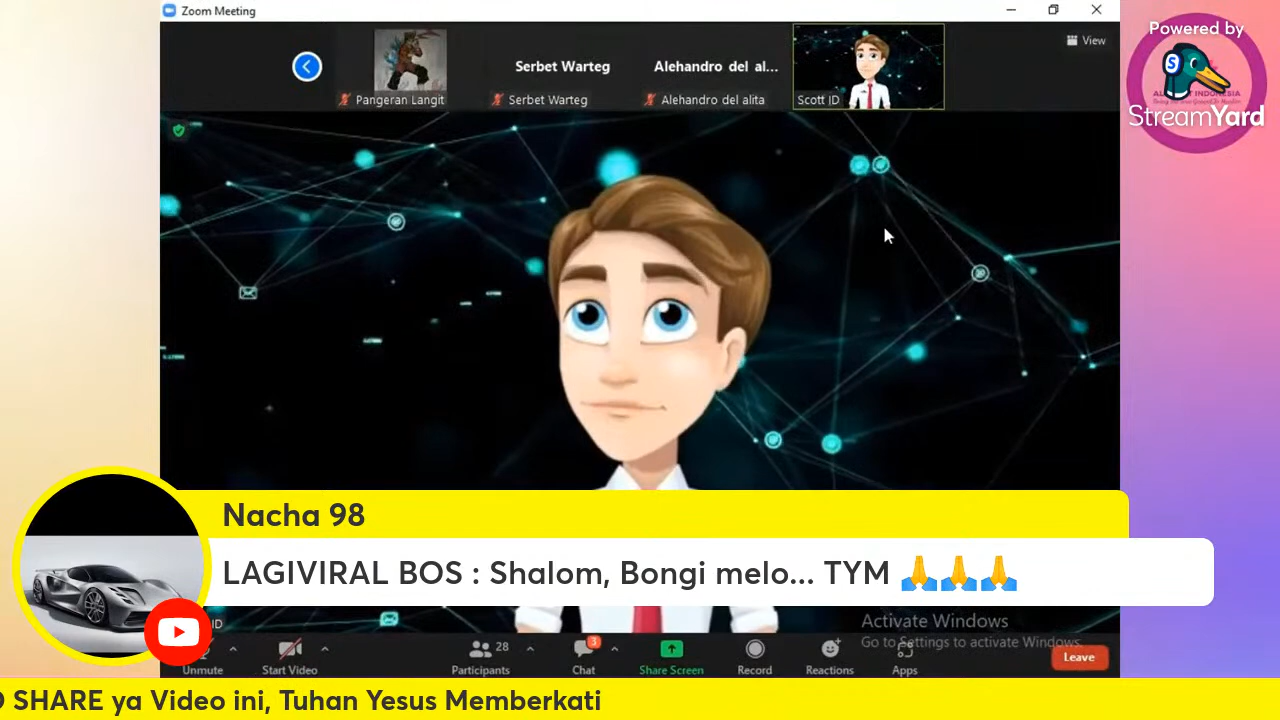 Zoom Meeting
Powered by
StreamYard
View
Serbet Warteg
Alehandro del al...
Pangeran Langit
Serbet Warteg
Alehandro del alita
Scott ID
Nacha 98
LAGIVIRAL BOS : Shalom, Bongi melo... TYM 🙏🙏🙏
Activate Windows
Go to Settings to activate Windows.
Unmute
Start Video
Participants
28
Chat
3
Share Screen
Record
Reactions
Apps
Leave
SHARE ya Video ini, Tuhan Yesus Memberkati